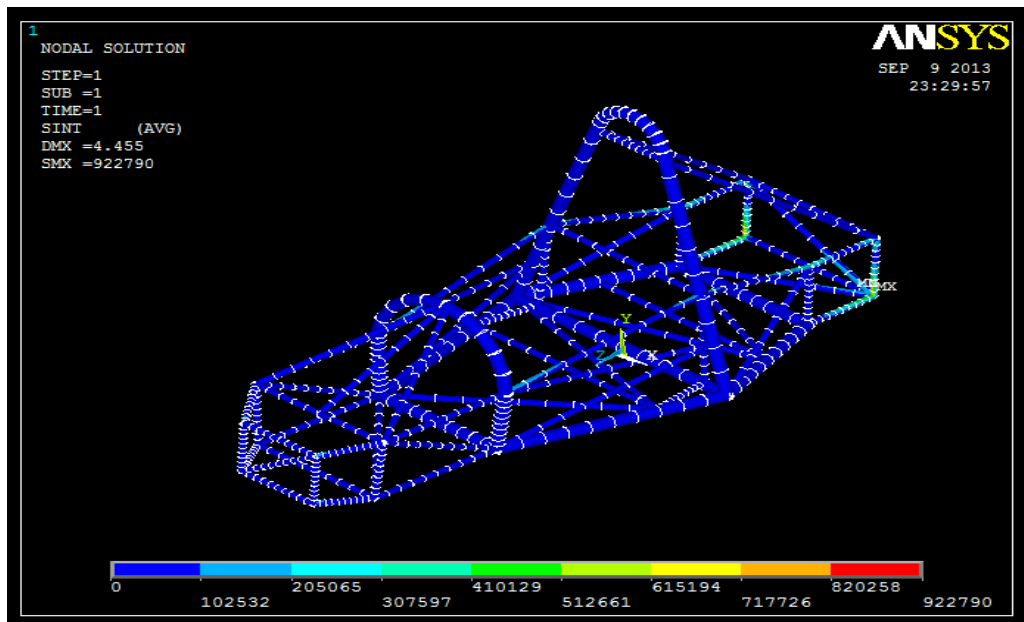 1
NODAL SOLUTION
STEP=1
SUB =1
TIME=1
SINT (AVG)
DMX =4.455
SMX =922790
ANSYS
SEP 9 2013
23:29:57
Y
Z X
MX
0 205065 410129 615194 820258
102532 307597 512661 717726 922790